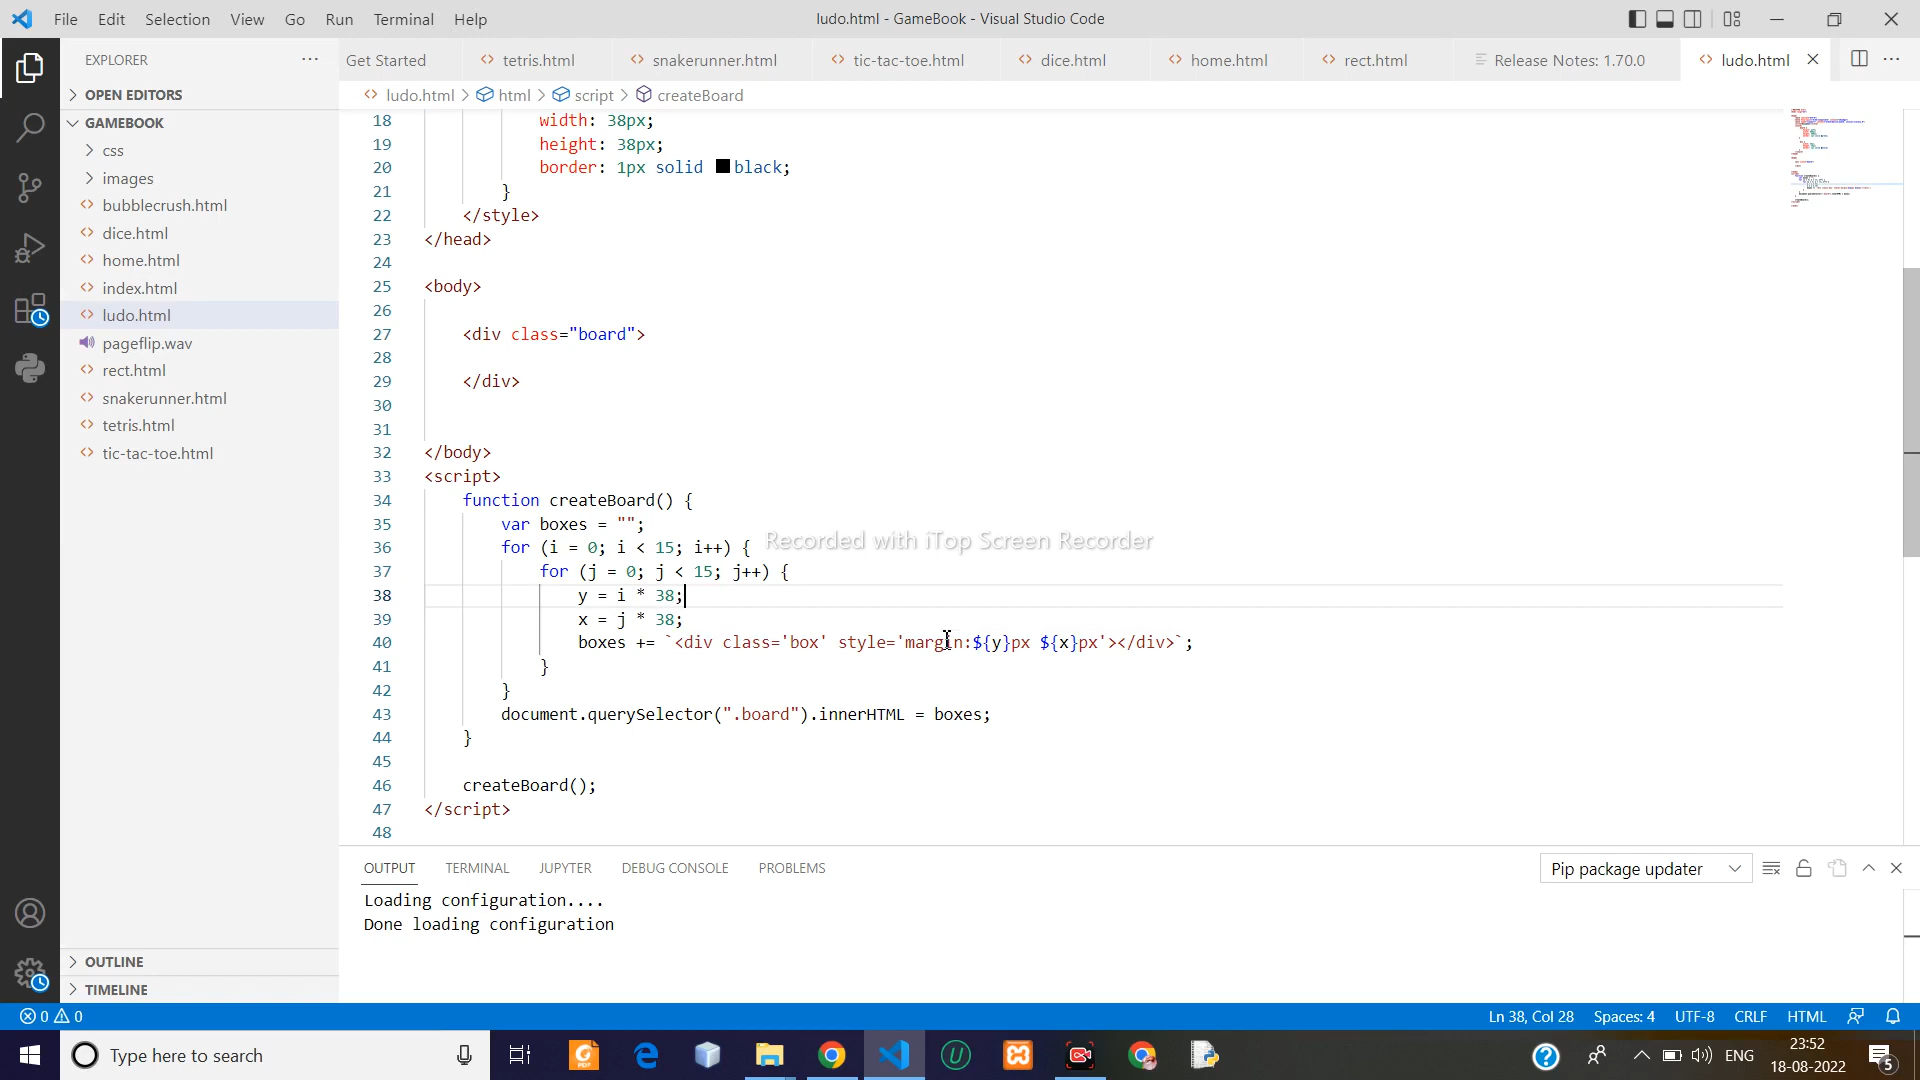 File Edit Selection View Go Run Terminal Help
ludo.html - GameBook - Visual Studio Code
EXPLORER
Get Started
tetris.html
snakerunner.html
tic-tac-toe.html
dice.html
home.html
rect.html
Release Notes: 1.70.0
ludo.html
OPEN EDITORS
GAMEBOOK
css
images
bubblecrush.html
dice.html
home.html
index.html
ludo.html
pageflip.wav
rect.html
snakerunner.html
tetris.html
tic-tac-toe.html
OUTLINE
TIMELINE
ludo.html > html > script > createBoard
18 width: 38px;
19 height: 38px;
20 border: 1px solid black;
21 }
22 </style>
23 </head>
24
25 <body>
26
27 <div class="board">
28
29 </div>
30
31
32 </body>
33 <script>
34 function createBoard() {
35 var boxes = "";
36 for (i = 0; i < 15; i++) {
37 for (j = 0; j < 15; j++) {
38 y = i * 38;
39 x = j * 38;
40 boxes += `<div class='box' style='margin:${y}px ${x}px'></div>`;
41 }
42 }
43 document.querySelector(".board").innerHTML = boxes;
44 }
45
46 createBoard();
47 </script>
48
Recorded with iTop Screen Recorder
OUTPUT TERMINAL JUPYTER DEBUG CONSOLE PROBLEMS
Pip package updater
Loading configuration....
Done loading configuration
0 0
Ln 38, Col 28 Spaces: 4 UTF-8 CRLF HTML
Type here to search
ENG
23:52
18-08-2022
5